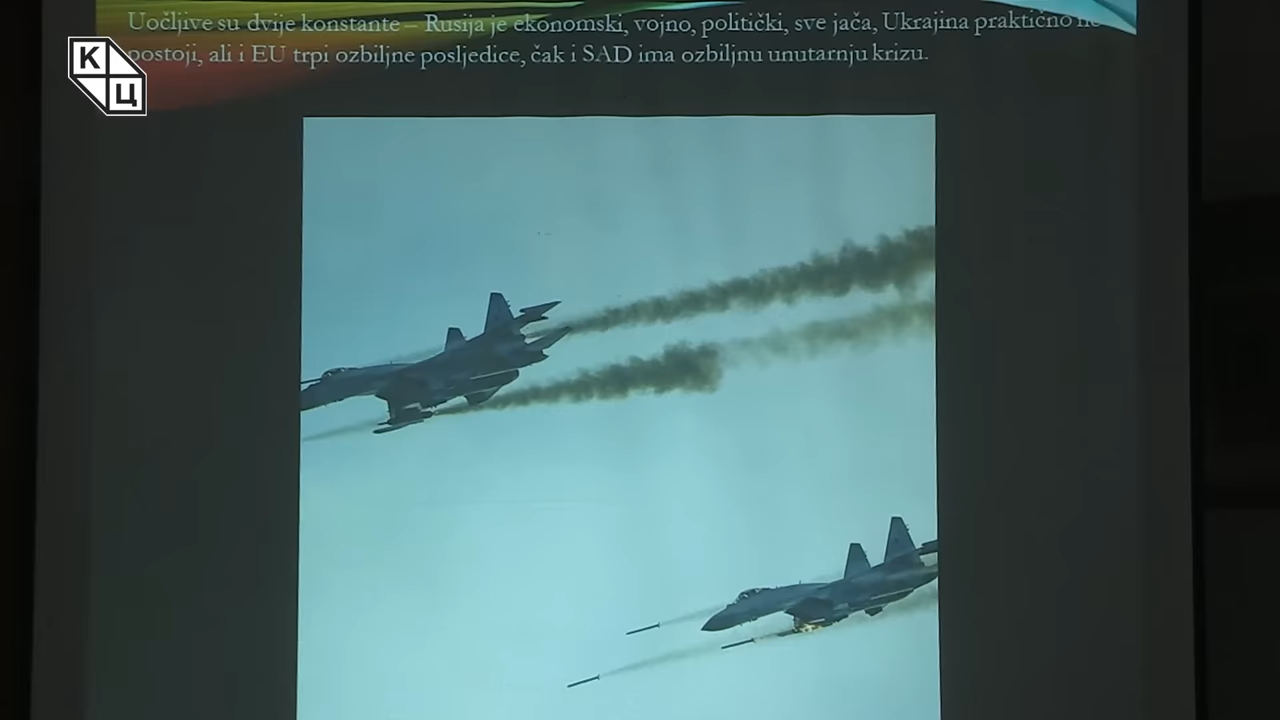 Uočljive su dvije konstante – Rusija je ekonomski, vojno, politički, sve jača, Ukrajina praktično ne
postoji, ali i EU trpi ozbiljne posljedice, čak i SAD ima ozbiljnu unutarnju krizu.
К
Ц